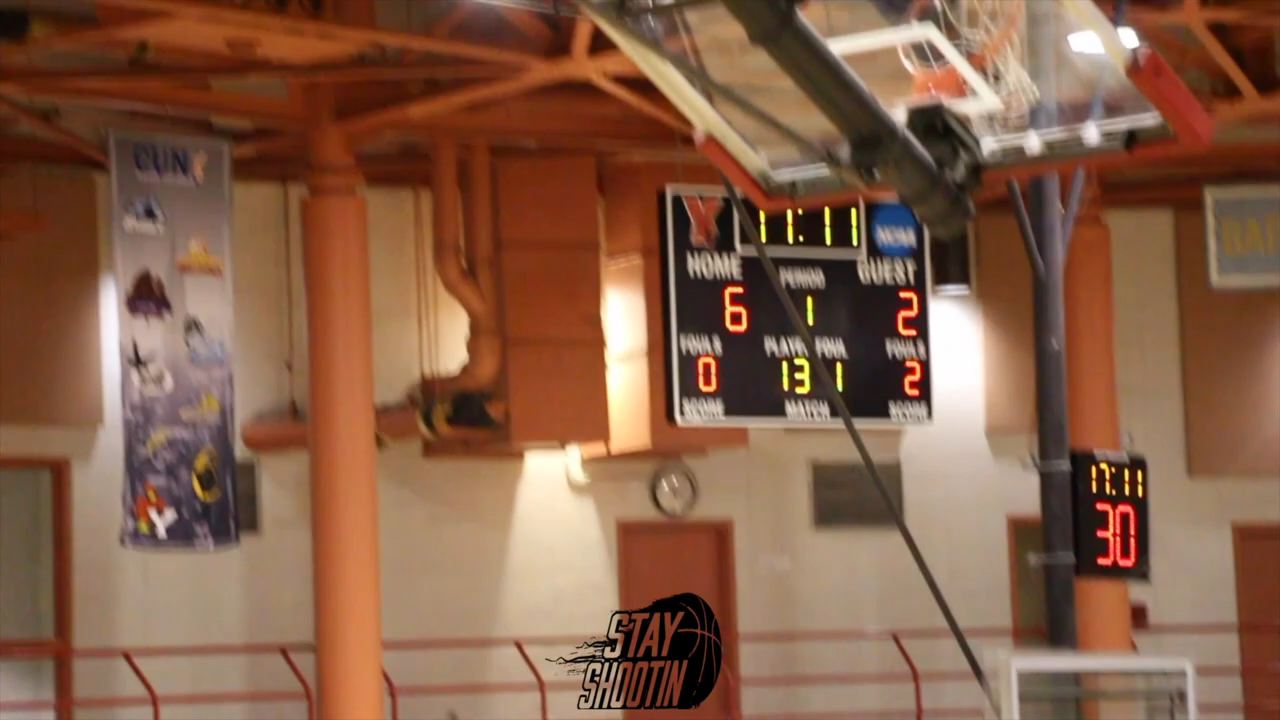 CUNY
17:11
NCAA
HOME PERIOD GUEST
6 1 2
FOULS PLAYER FOUL FOULS
0 13 1 2
SCORE MATCH SCORE
17:11
30
STAY
SHOOTIN